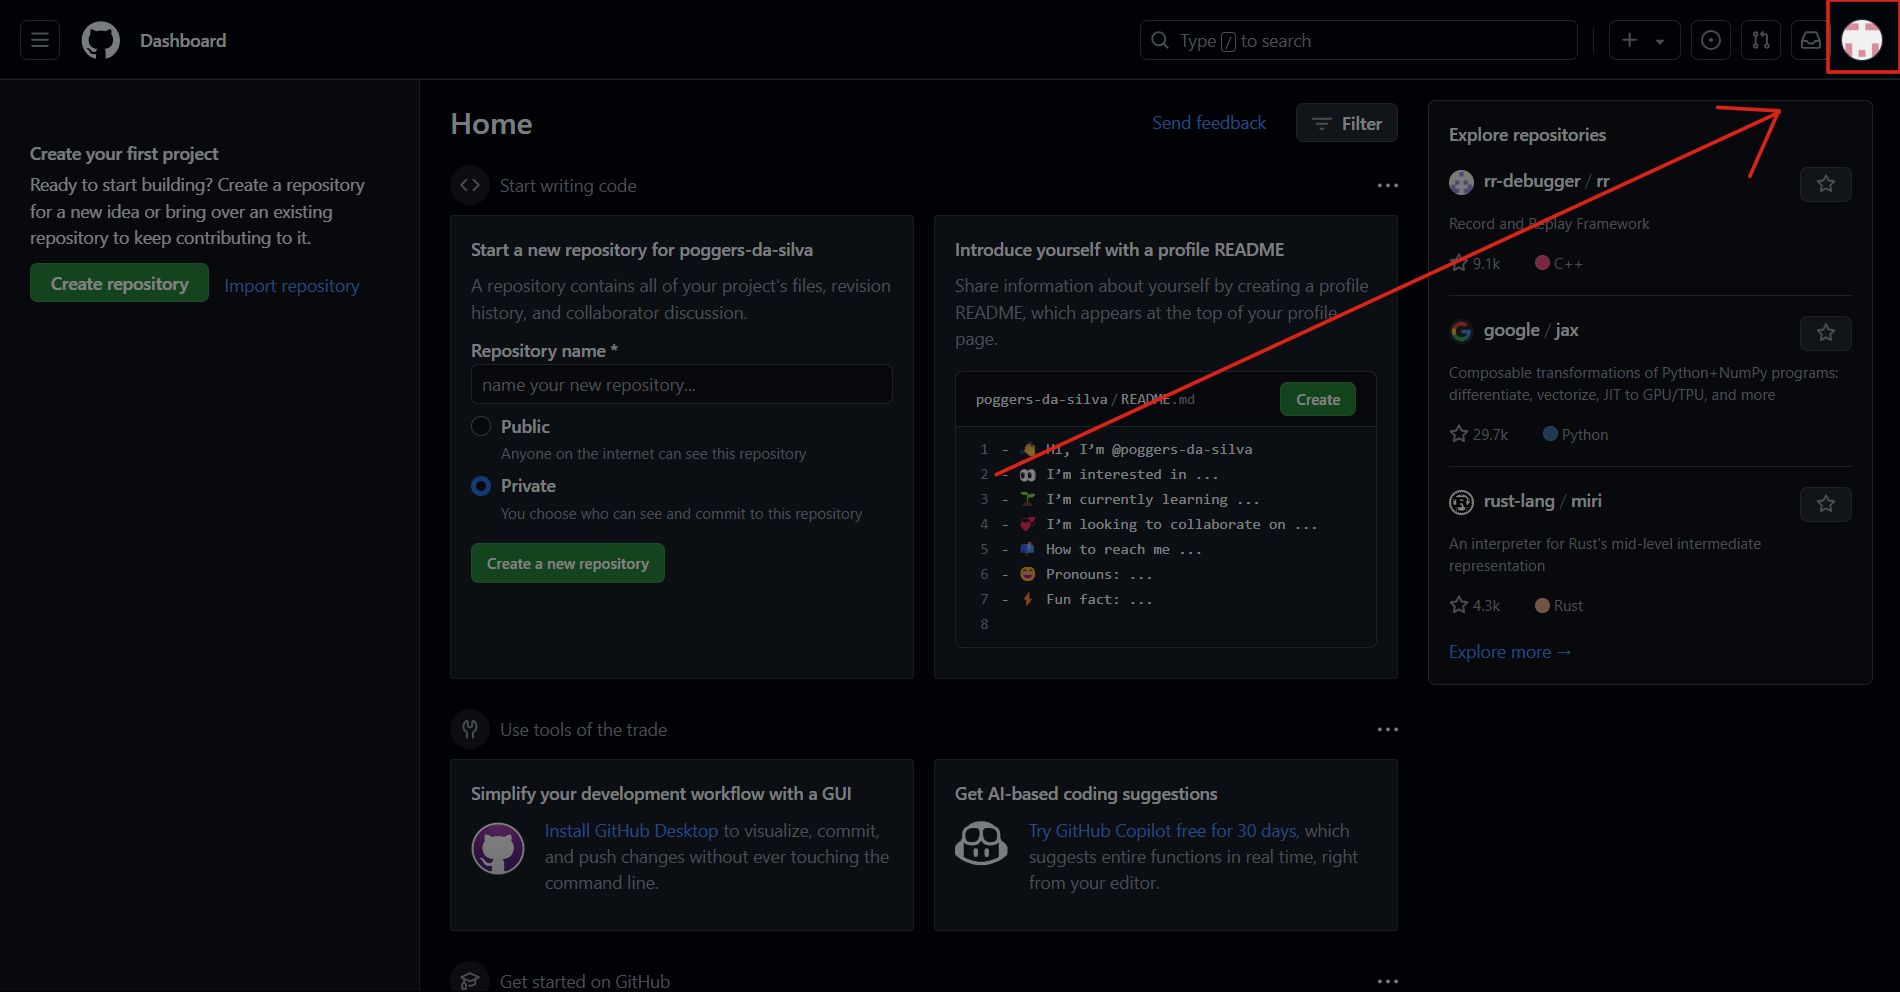 Dashboard
Type / to search
Create your first project
Ready to start building? Create a repository
for a new idea or bring over an existing
repository to keep contributing to it.
Create repository
Import repository
Home
Send feedback
Filter
Start writing code
Start a new repository for poggers-da-silva
A repository contains all of your project's files, revision
history, and collaborator discussion.
Repository name *
name your new repository...
Public
Anyone on the internet can see this repository
Private
You choose who can see and commit to this repository
Create a new repository
Introduce yourself with a profile README
Share information about yourself by creating a profile
README, which appears at the top of your profile
page.
poggers-da-silva / README.md
Create
1 - 👋 Hi, I’m @poggers-da-silva
2 - 👀 I’m interested in ...
3 - 🌱 I’m currently learning ...
4 - 💞️ I’m looking to collaborate on ...
5 - 📫 How to reach me ...
6 - 😄 Pronouns: ...
7 - ⚡ Fun fact: ...
8
Use tools of the trade
Simplify your development workflow with a GUI
Install GitHub Desktop to visualize, commit,
and push changes without ever touching the
command line.
Get AI-based coding suggestions
Try GitHub Copilot free for 30 days, which
suggests entire functions in real time, right
from your editor.
Get started on GitHub
Explore repositories
rr-debugger / rr
Record and Replay Framework
9.1k C++
google / jax
Composable transformations of Python+NumPy programs:
differentiate, vectorize, JIT to GPU/TPU, and more
29.7k Python
rust-lang / miri
An interpreter for Rust's mid-level intermediate
representation
4.3k Rust
Explore more →